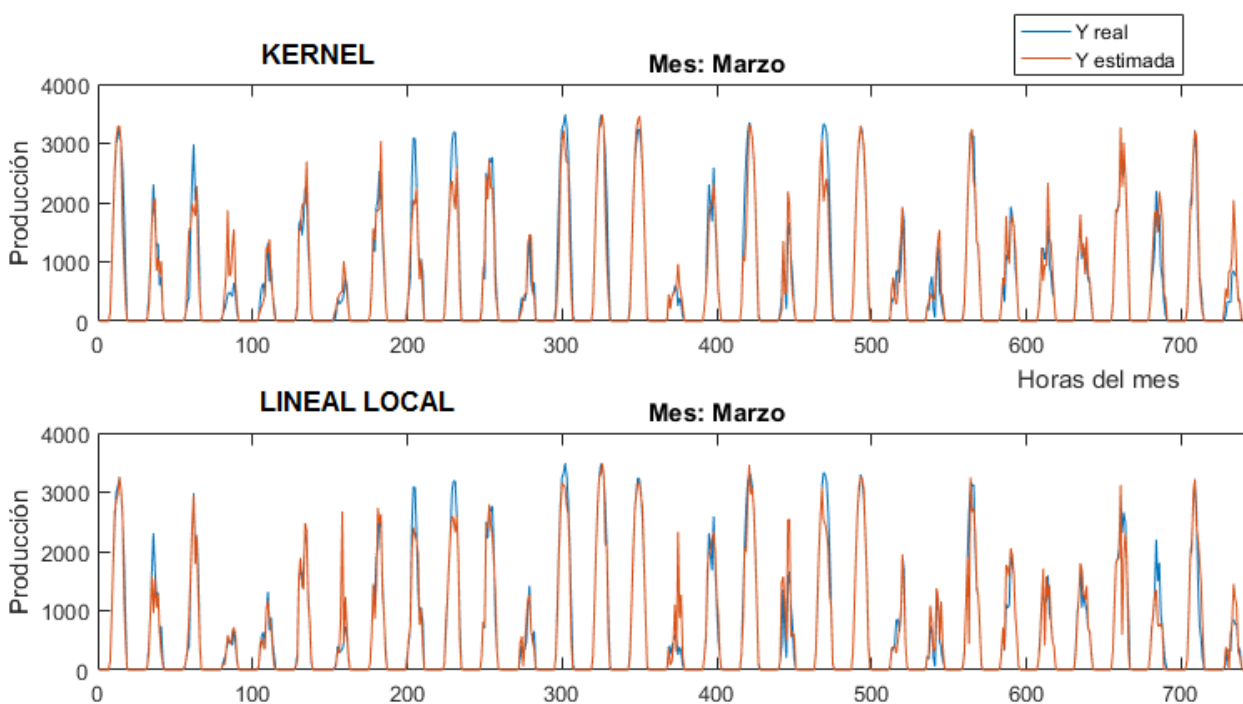 Y real
Y estimada
KERNEL
Mes: Marzo
Producción
4000
3000
2000
1000
0
0 100 200 300 400 500 600 700
Horas del mes
LINEAL LOCAL
Mes: Marzo
Producción
4000
3000
2000
1000
0
0 100 200 300 400 500 600 700